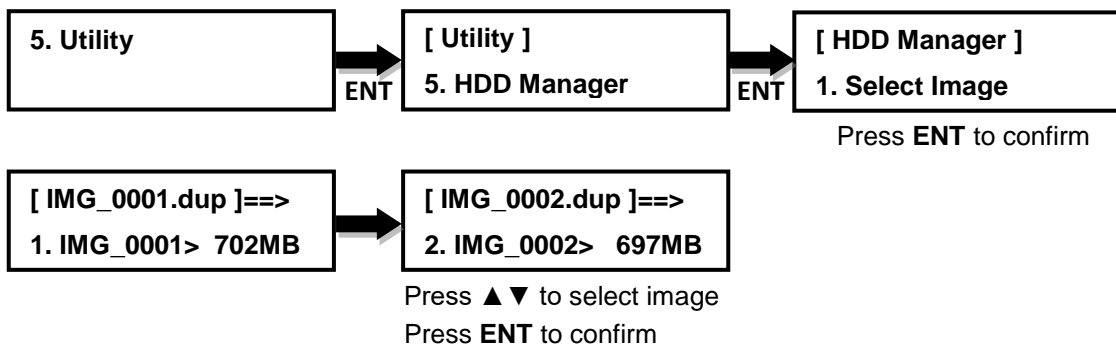 5. Utility
ENT
[ Utility ]
5. HDD Manager
ENT
[ HDD Manager ]
1. Select Image
Press ENT to confirm
[ IMG_0001.dup ]==>
1. IMG_0001> 702MB
[ IMG_0002.dup ]==>
2. IMG_0002> 697MB
Press ▲▼ to select image
Press ENT to confirm